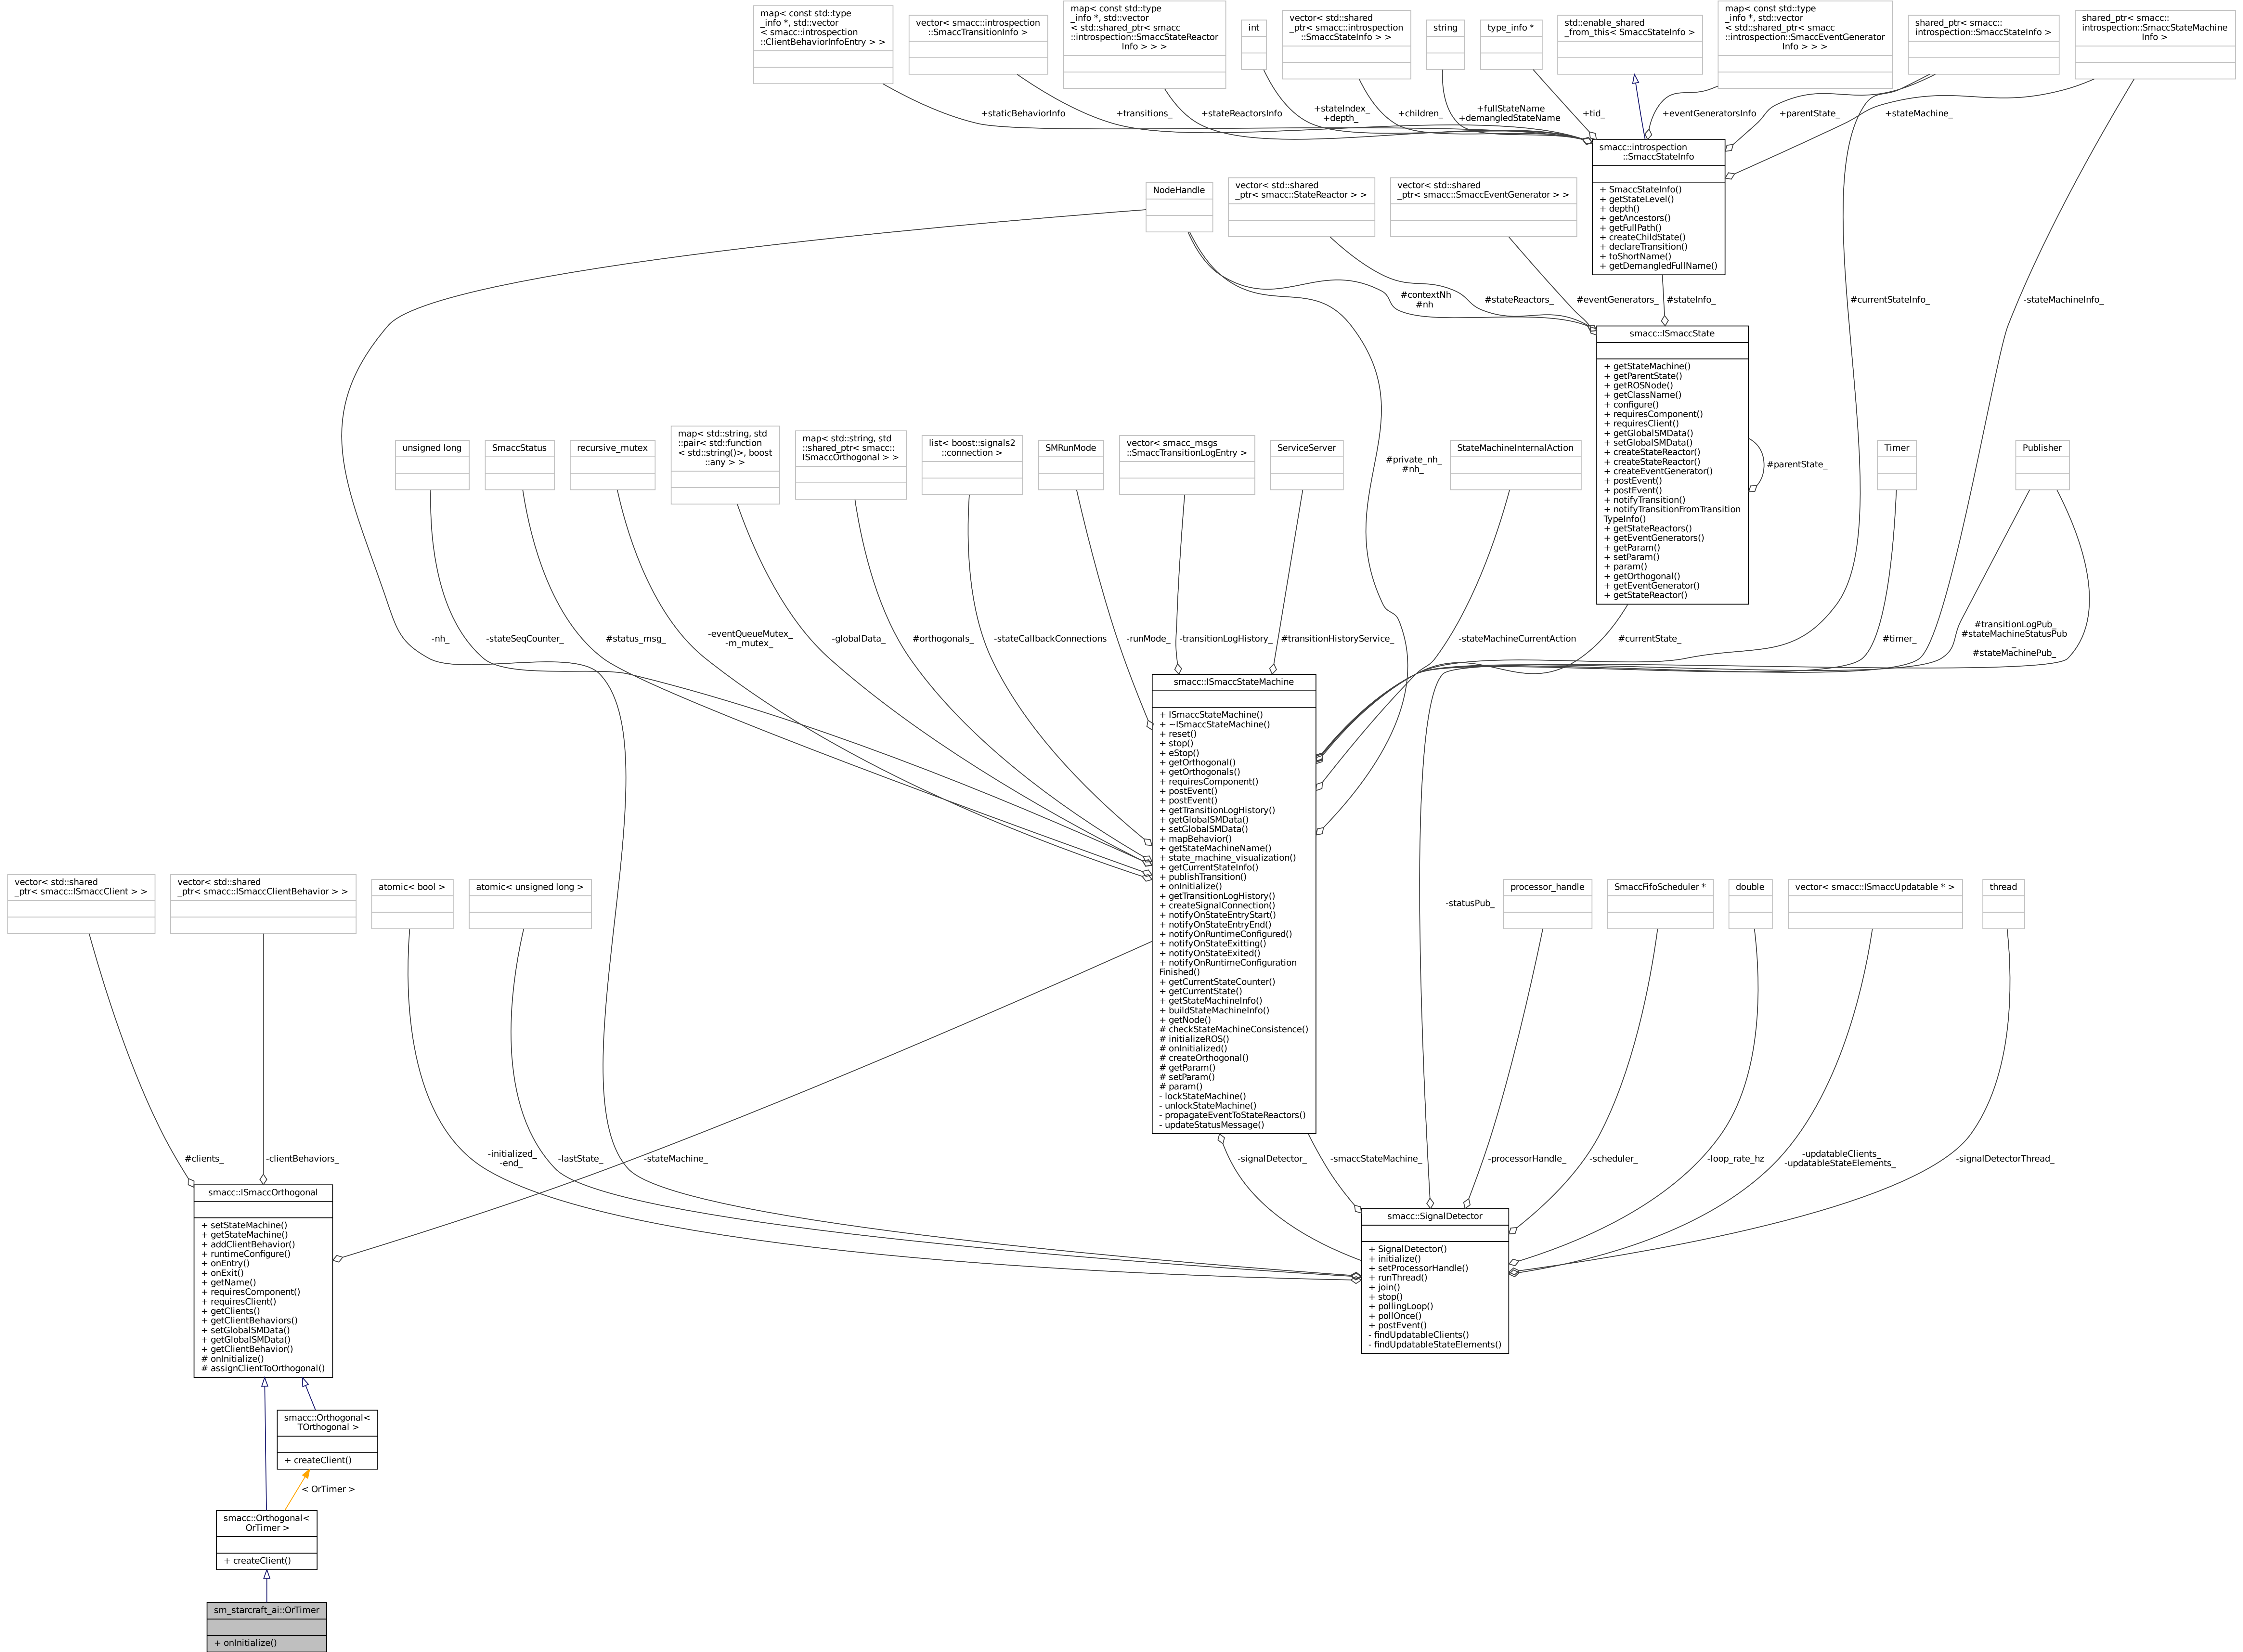 map< const std::type
_info *, std::vector
< smacc::introspection
::ClientBehaviorInfoEntry > >
vector< smacc::introspection
::SmaccTransitionInfo >
map< const std::type
_info *, std::vector
< std::shared_ptr< smacc
::introspection::SmaccStateReactor
Info > > >
int
vector< std::shared
_ptr< smacc::introspection
::SmaccStateInfo > >
string
type_info *
std::enable_shared
_from_this< SmaccStateInfo >
map< const std::type
_info *, std::vector
< std::shared_ptr< smacc
::introspection::SmaccEventGenerator
Info > > >
shared_ptr< smacc::
introspection::SmaccStateInfo >
shared_ptr< smacc::
introspection::SmaccStateMachine
Info >
+staticBehaviorInfo
+transitions_
+stateReactorsInfo
+stateIndex_
+depth_
+children_
+fullStateName
+demangledStateName
+tid_
+eventGeneratorsInfo
+parentState_
+stateMachine_
smacc::introspection
::SmaccStateInfo
+ SmaccStateInfo()
+ getStateLevel()
+ depth()
+ getAncestors()
+ getFullPath()
+ createChildState()
+ declareTransition()
+ toShortName()
+ getDemangledFullName()
NodeHandle
vector< std::shared
_ptr< smacc::StateReactor > >
vector< std::shared
_ptr< smacc::SmaccEventGenerator > >
#contextNh
#nh
#stateReactors_
#eventGenerators_
#stateInfo_
#currentStateInfo_
-stateMachineInfo_
smacc::ISmaccState
+ getStateMachine()
+ getParentState()
+ getROSNode()
+ getClassName()
+ configure()
+ requiresComponent()
+ requiresClient()
+ getGlobalSMData()
+ setGlobalSMData()
+ createStateReactor()
+ createStateReactor()
+ createEventGenerator()
+ postEvent()
+ postEvent()
+ notifyTransition()
+ notifyTransitionFromTransition
TypeInfo()
+ getStateReactors()
+ getEventGenerators()
+ getParam()
+ setParam()
+ param()
+ getOrthogonal()
+ getEventGenerator()
+ getStateReactor()
#parentState_
unsigned long
SmaccStatus
recursive_mutex
map< std::string, std
::pair< std::function
< std::string()>, boost
::any > >
map< std::string, std
::shared_ptr< smacc::
ISmaccOrthogonal > >
list< boost::signals2
::connection >
SMRunMode
vector< smacc_msgs
::SmaccTransitionLogEntry >
ServiceServer
#private_nh_
#nh_
StateMachineInternalAction
Timer
Publisher
-nh_
-stateSeqCounter_
#status_msg_
-eventQueueMutex_
-m_mutex_
-globalData_
#orthogonals_
-stateCallbackConnections
-runMode_
-transitionLogHistory_
#transitionHistoryService_
-stateMachineCurrentAction
#currentState_
#timer_
#transitionLogPub_
#stateMachineStatusPub
_
#stateMachinePub_
smacc::ISmaccStateMachine
+ ISmaccStateMachine()
+ ~ISmaccStateMachine()
+ reset()
+ stop()
+ eStop()
+ getOrthogonal()
+ getOrthogonals()
+ requiresComponent()
+ postEvent()
+ postEvent()
+ getTransitionLogHistory()
+ getGlobalSMData()
+ setGlobalSMData()
+ mapBehavior()
+ getStateMachineName()
+ state_machine_visualization()
+ getCurrentStateInfo()
+ publishTransition()
+ onInitialize()
+ getTransitionLogHistory()
+ createSignalConnection()
+ notifyOnStateEntryStart()
+ notifyOnStateEntryEnd()
+ notifyOnRuntimeConfigured()
+ notifyOnStateExitting()
+ notifyOnStateExited()
+ notifyOnRuntimeConfiguration
Finished()
+ getCurrentStateCounter()
+ getCurrentState()
+ getStateMachineInfo()
+ buildStateMachineInfo()
+ getNode()
# checkStateMachineConsistence()
# initializeROS()
# onInitialized()
# createOrthogonal()
# getParam()
# setParam()
# param()
- lockStateMachine()
- unlockStateMachine()
- propagateEventToStateReactors()
- updateStatusMessage()
vector< std::shared
_ptr< smacc::ISmaccClient > >
vector< std::shared
_ptr< smacc::ISmaccClientBehavior > >
atomic< bool >
atomic< unsigned long >
-statusPub_
processor_handle
SmaccFifoScheduler *
double
vector< smacc::ISmaccUpdatable * >
thread
#clients_
-clientBehaviors_
-initialized_
-end_
-lastState_
-stateMachine_
-signalDetector_
-smaccStateMachine_
-processorHandle_
-scheduler_
-loop_rate_hz
-updatableClients_
-updatableStateElements_
-signalDetectorThread_
smacc::ISmaccOrthogonal
+ setStateMachine()
+ getStateMachine()
+ addClientBehavior()
+ runtimeConfigure()
+ onEntry()
+ onExit()
+ getName()
+ requiresComponent()
+ requiresClient()
+ getClients()
+ getClientBehaviors()
+ setGlobalSMData()
+ getGlobalSMData()
+ getClientBehavior()
# onInitialize()
# assignClientToOrthogonal()
smacc::SignalDetector
+ SignalDetector()
+ initialize()
+ setProcessorHandle()
+ runThread()
+ join()
+ stop()
+ pollingLoop()
+ pollOnce()
+ postEvent()
- findUpdatableClients()
- findUpdatableStateElements()
smacc::Orthogonal<
TOrthogonal >
+ createClient()
< OrTimer >
smacc::Orthogonal<
OrTimer >
+ createClient()
sm_starcraft_ai::OrTimer
+ onInitialize()